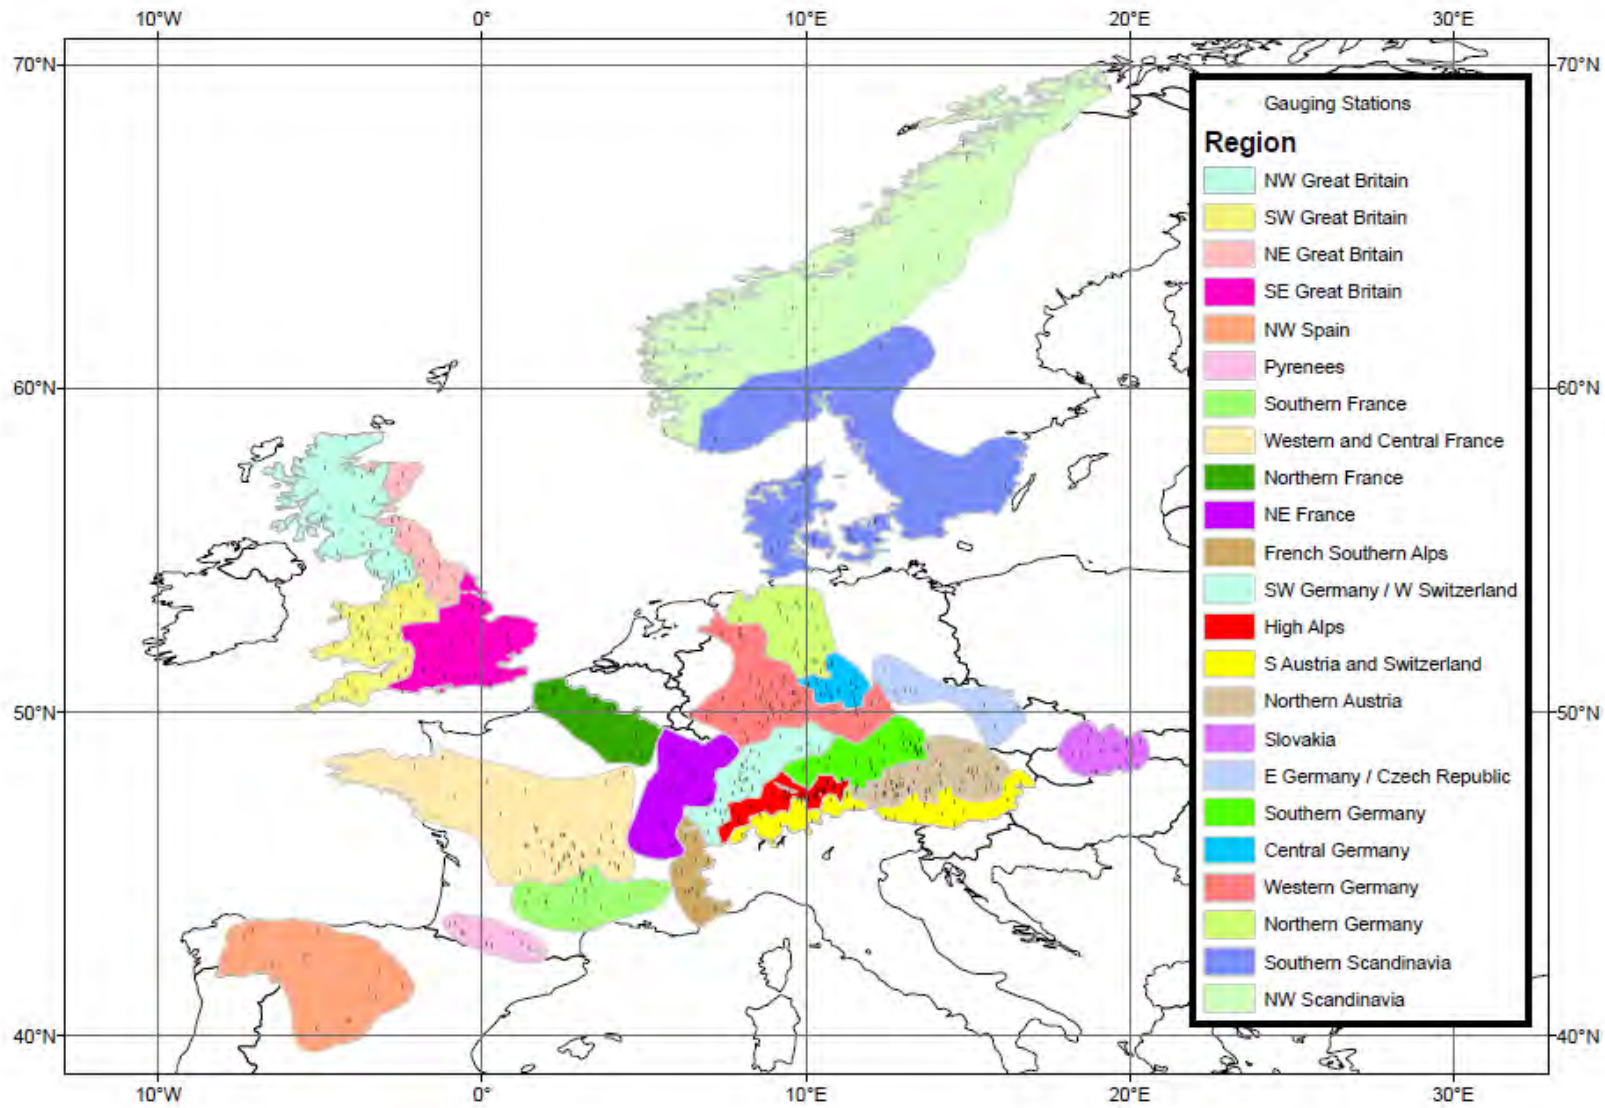 10°W 0° 10°E 20°E 30°E
70°N 70°N
Gauging Stations
Region
NW Great Britain
SW Great Britain
NE Great Britain
SE Great Britain
NW Spain
Pyrenees
Southern France
Western and Central France
Northern France
NE France
French Southern Alps
SW Germany / W Switzerland
High Alps
S Austria and Switzerland
Northern Austria
Slovakia
E Germany / Czech Republic
Southern Germany
Central Germany
Western Germany
Northern Germany
Southern Scandinavia
NW Scandinavia
60°N 60°N
50°N 50°N
40°N 40°N
10°W 0° 10°E 20°E 30°E